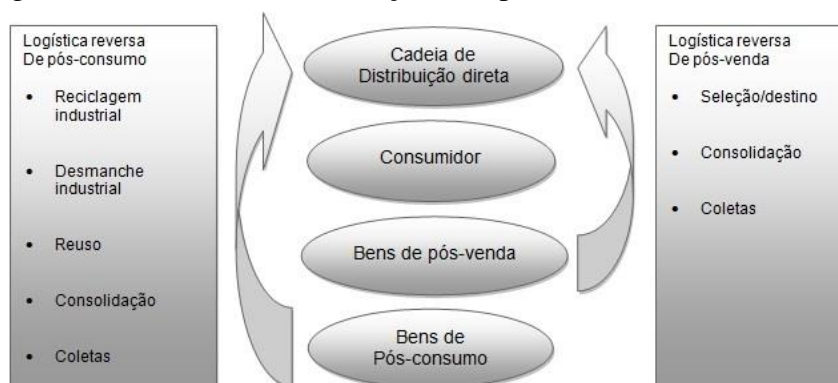 Logística reversa
De pós-consumo
• Reciclagem
industrial
• Desmanche
industrial
• Reuso
• Consolidação
• Coletas
Cadeia de
Distribuição direta
Consumidor
Bens de pós-venda
Bens de
Pós-consumo
Logística reversa
De pós-venda
• Seleção/destino
• Consolidação
• Coletas